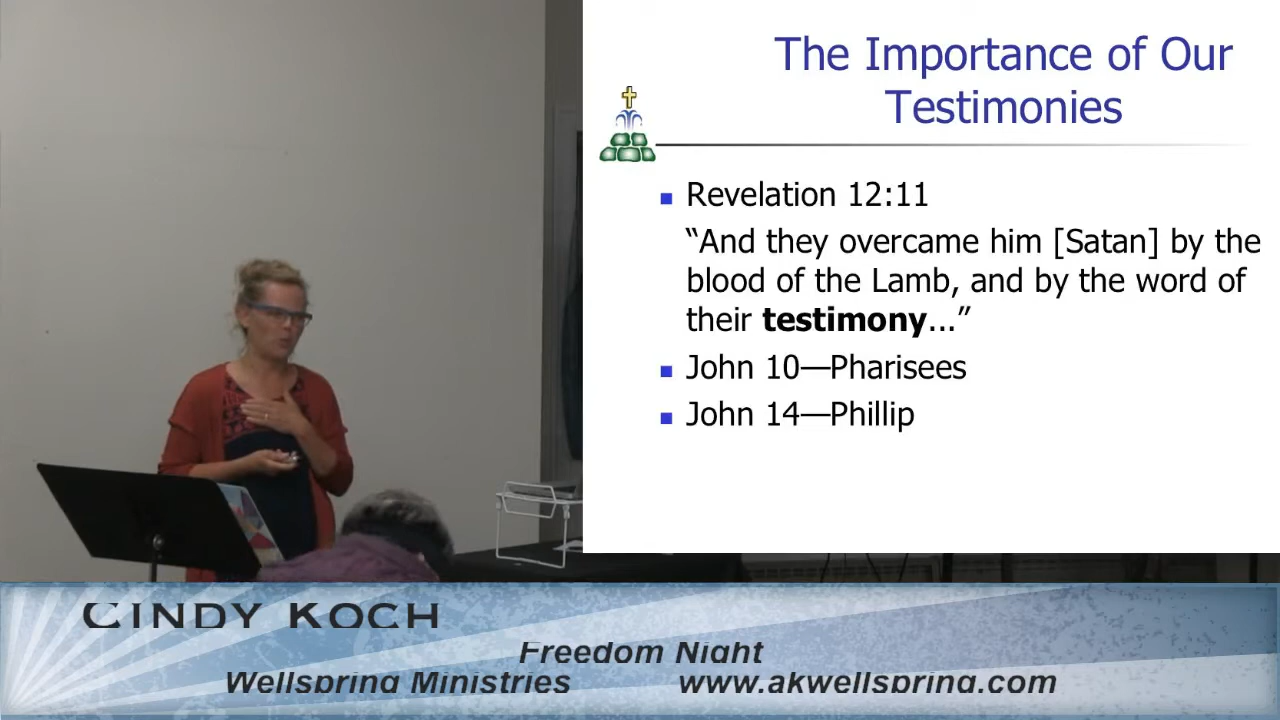 The Importance of Our
Testimonies
Revelation 12:11
“And they overcame him [Satan] by the
blood of the Lamb, and by the word of
their testimony...”
John 10—Pharisees
John 14—Phillip
CINDY KOCH
Freedom Night
Wellspring Ministries www.akwellspring.com